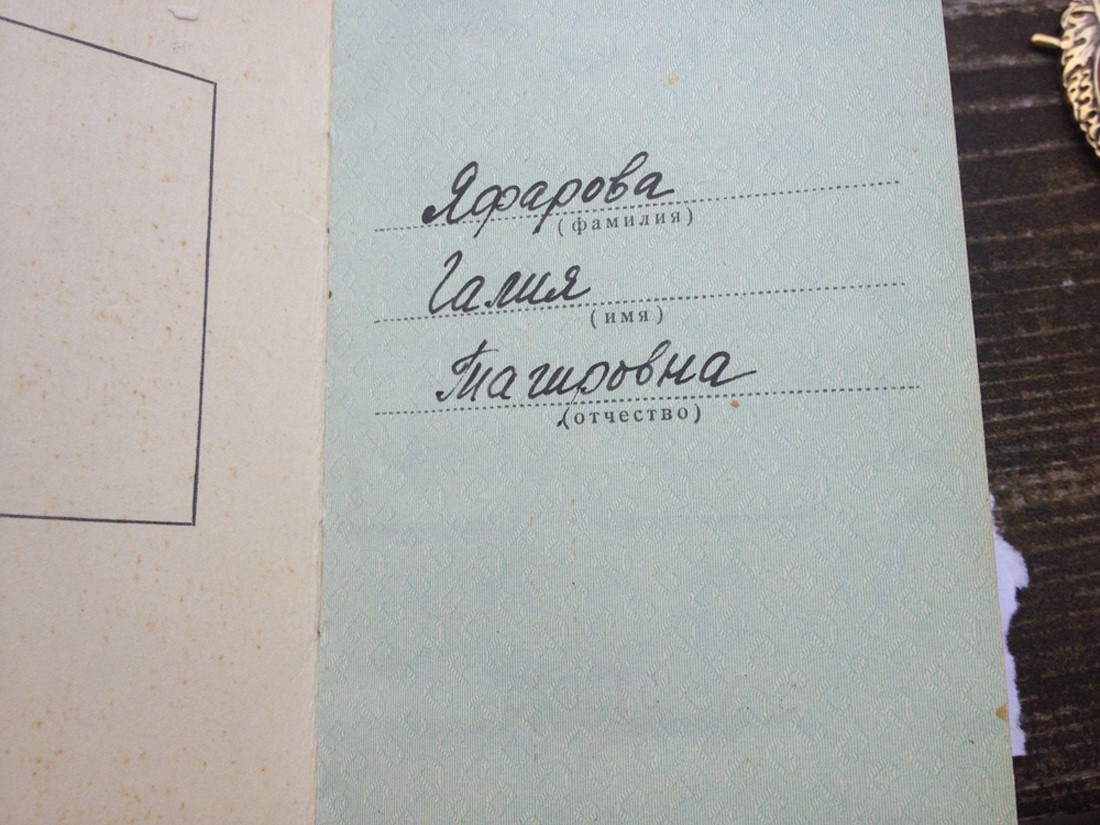 Яфарова
(фамилия)
Галия
(имя)
Тагировна
(отчество)